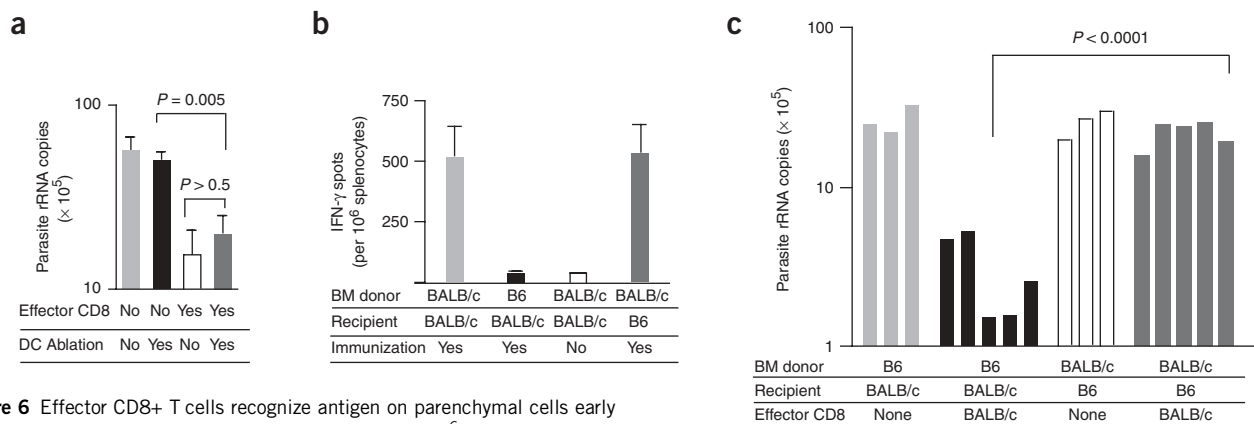 a
100
P = 0.005
P > 0.5
Parasite rRNA copies
(× 10⁵)
10
Effector CD8 No No Yes Yes
DC Ablation No Yes No Yes
b
750
500
250
IFN-γ spots
(per 10⁶ splenocytes)
BM donor BALB/c B6 BALB/c BALB/c
Recipient BALB/c BALB/c BALB/c B6
Immunization Yes Yes No Yes
c
100
P < 0.0001
Parasite rRNA copies (× 10⁵)
10
1
BM donor B6 B6 BALB/c BALB/c
Recipient BALB/c BALB/c B6 B6
Effector CD8 None BALB/c None BALB/c
re 6 Effector CD8+ T cells recognize antigen on parenchymal cells early